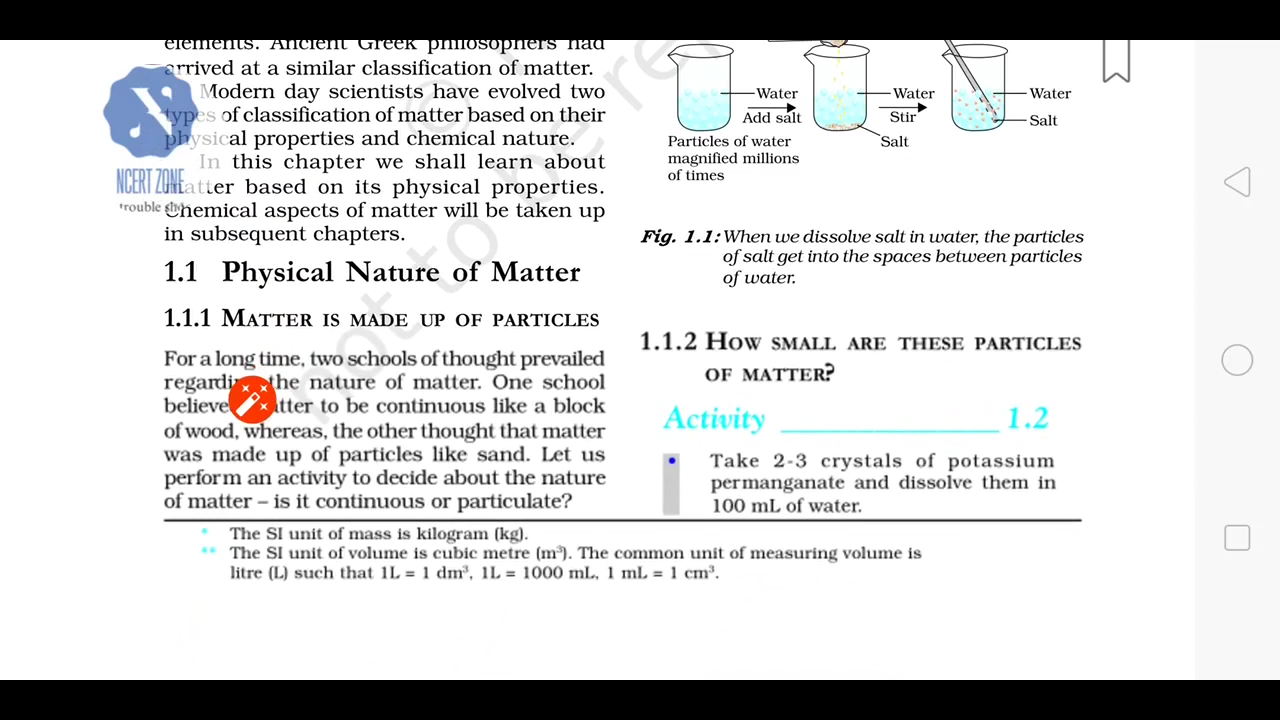 elements. Ancient Greek philosophers had
arrived at a similar classification of matter.
Modern day scientists have evolved two
types of classification of matter based on their
physical properties and chemical nature.
In this chapter we shall learn about
matter based on its physical properties.
Chemical aspects of matter will be taken up
in subsequent chapters.
NCERT ZONE
trouble
1.1 Physical Nature of Matter
1.1.1 MATTER IS MADE UP OF PARTICLES
For a long time, two schools of thought prevailed
regarding the nature of matter. One school
believed matter to be continuous like a block
of wood, whereas, the other thought that matter
was made up of particles like sand. Let us
perform an activity to decide about the nature
of matter – is it continuous or particulate?
Water
Add salt
Water
Stir
Salt
Water
Salt
Particles of water
magnified millions
of times
Fig. 1.1: When we dissolve salt in water, the particles
of salt get into the spaces between particles
of water.
1.1.2 HOW SMALL ARE THESE PARTICLES
OF MATTER?
Activity 1.2
• Take 2-3 crystals of potassium
permanganate and dissolve them in
100 mL of water.
* The SI unit of mass is kilogram (kg).
** The SI unit of volume is cubic metre (m³). The common unit of measuring volume is
litre (L) such that 1L = 1 dm³, 1L = 1000 mL, 1 mL = 1 cm³.
© not to be